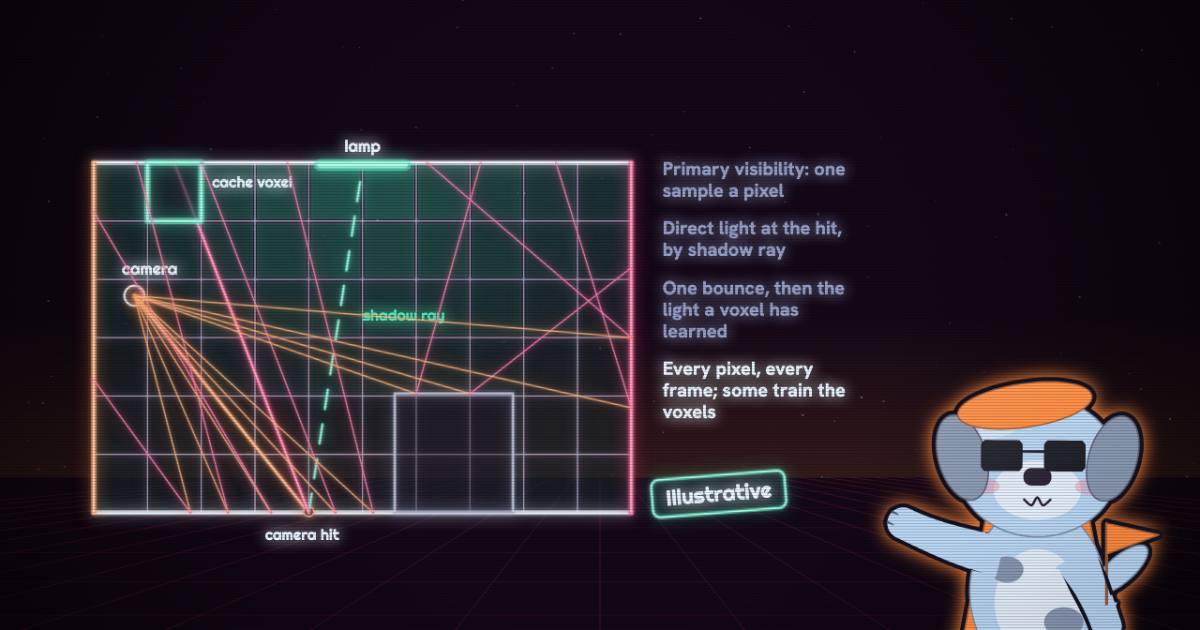 lamp
cache voxel
camera
shadow ray
camera hit
Primary visibility: one
sample a pixel
Direct light at the hit,
by shadow ray
One bounce, then the
light a voxel has
learned
Every pixel, every
frame; some train the
voxels
Illustrative